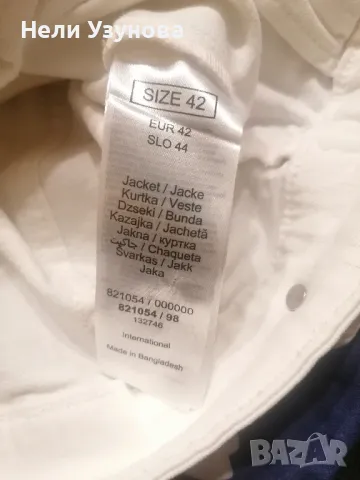 Нели Узунова
SIZE 42
EUR 42
SLO 44
Jacket / Jacke
Kurtka / Veste
Dzseki / Bunda
Kazajka / Jachetă
Jakna / куртка
جاكيت / Chaqueta
Švarkas / Jakk
Jaka
821054 / 000000
821054 / 98
132746
International
Made in Bangladesh
BAZAR